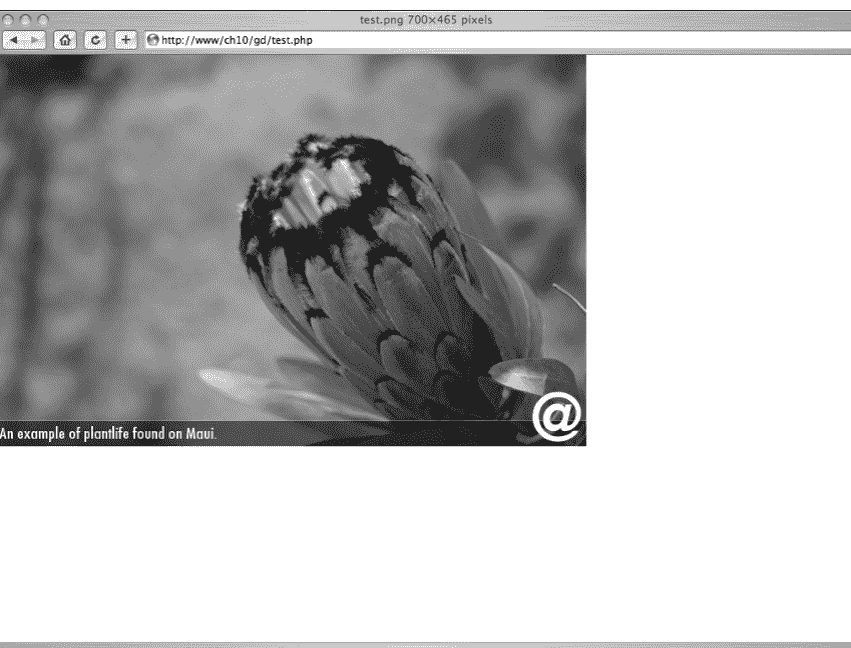 test.png 700×465 pixels
http://www/ch10/gd/test.php
An example of plantlife found on Maui.
@